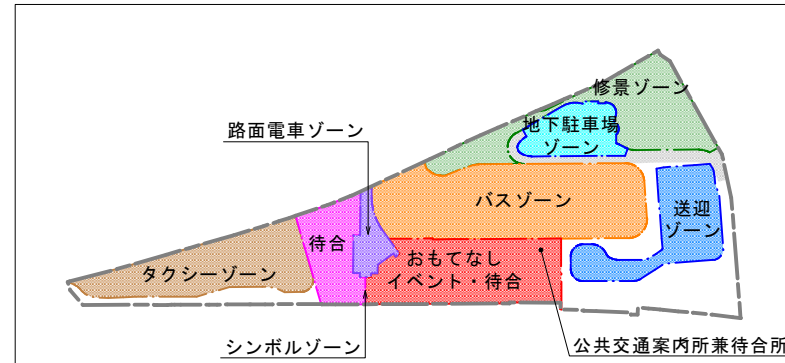 修景ゾーン
地下駐車場
ゾーン
路面電車ゾーン
バスゾーン
送迎
ゾーン
待合
おもてなし
イベント・待合
タクシーゾーン
シンボルゾーン
公共交通案内所兼待合所